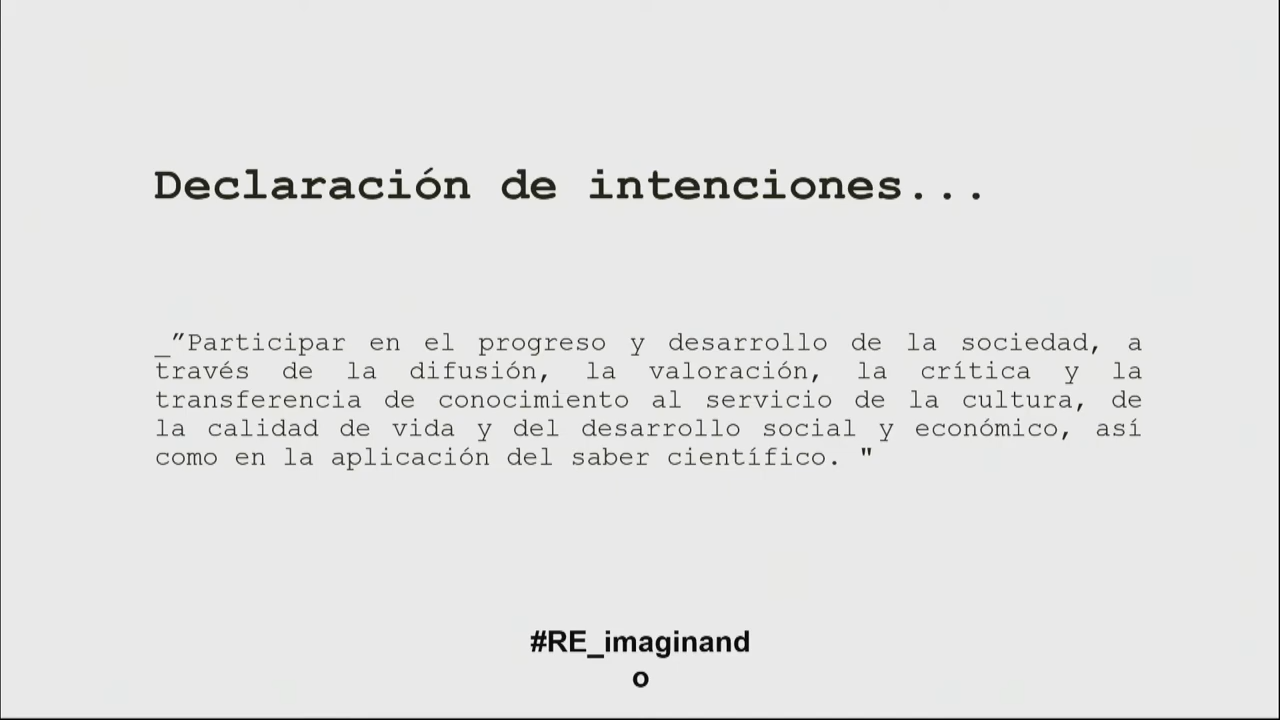 Declaración de intenciones...
_”Participar en el progreso y desarrollo de la sociedad, a
través de la difusión, la valoración, la crítica y la
transferencia de conocimiento al servicio de la cultura, de
la calidad de vida y del desarrollo social y económico, así
como en la aplicación del saber científico. "
#RE_imaginand
o